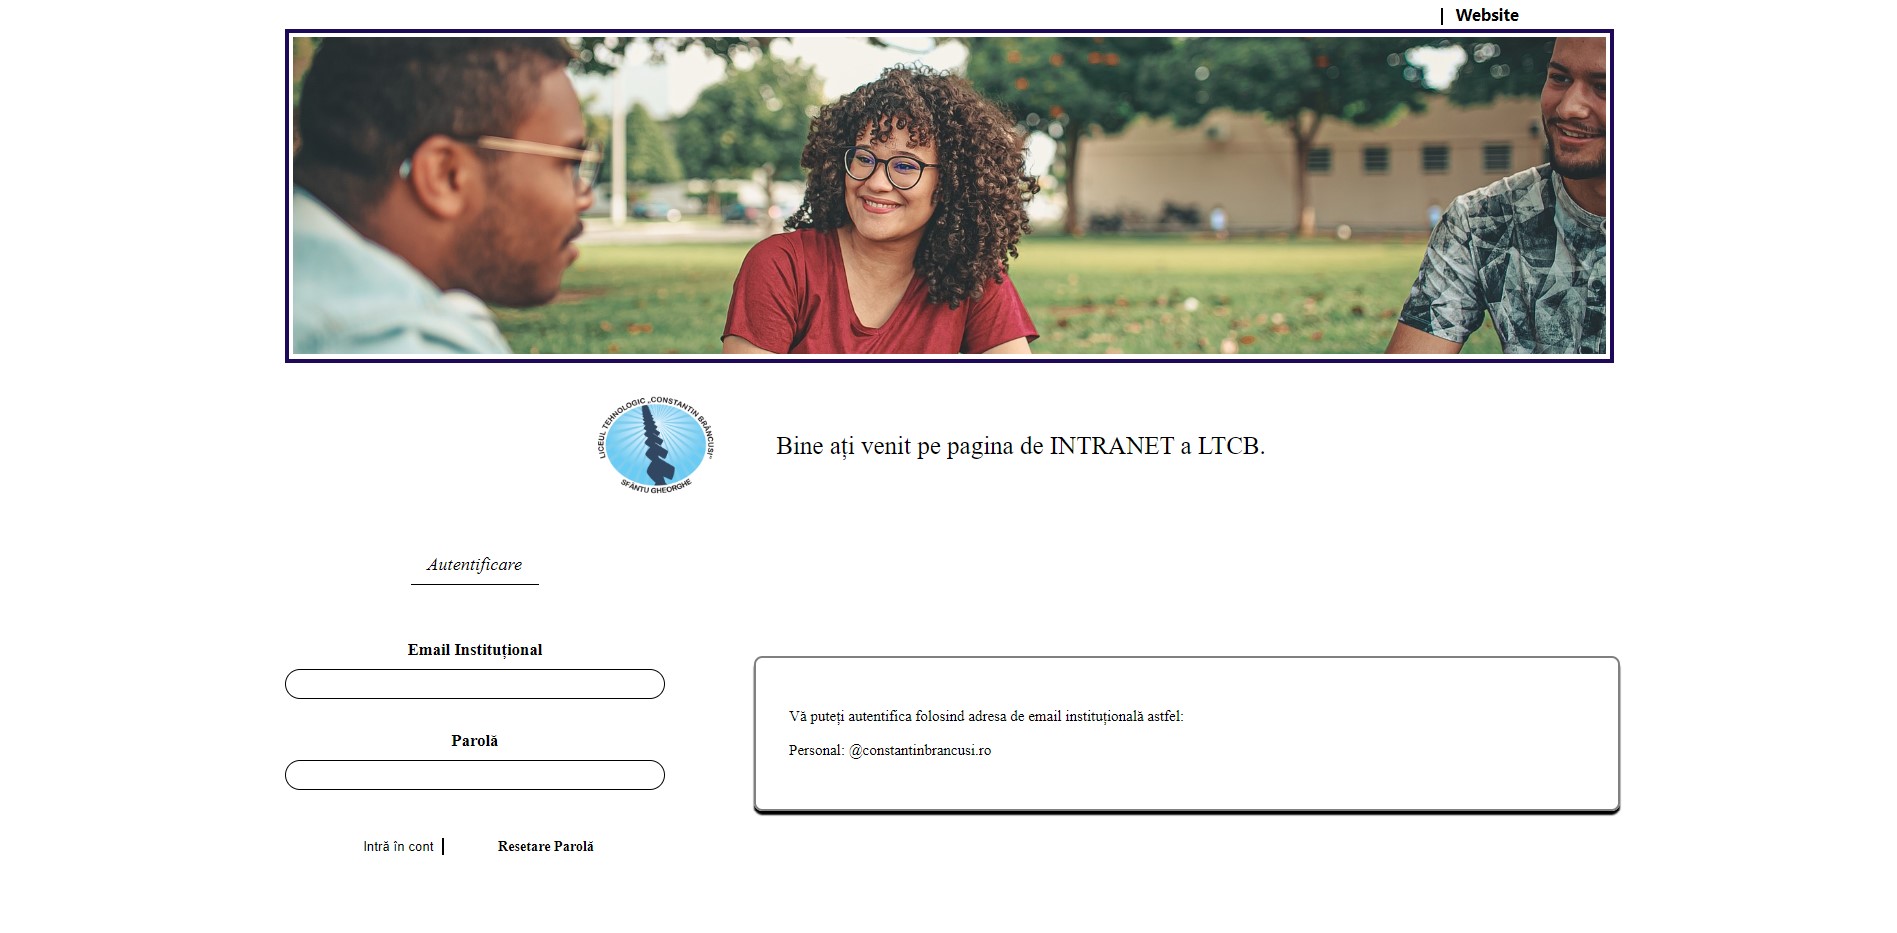 Website
LICEUL TEHNOLOGIC „CONSTANTIN BRÂNCUȘI”
SFÂNTU GHEORGHE
Bine ați venit pe pagina de INTRANET a LTCB.
Autentificare
Email Instituțional
Parolă
Vă puteți autentifica folosind adresa de email instituțională astfel:
Personal: @constantinbrancusi.ro
Intră în cont
Resetare Parolă